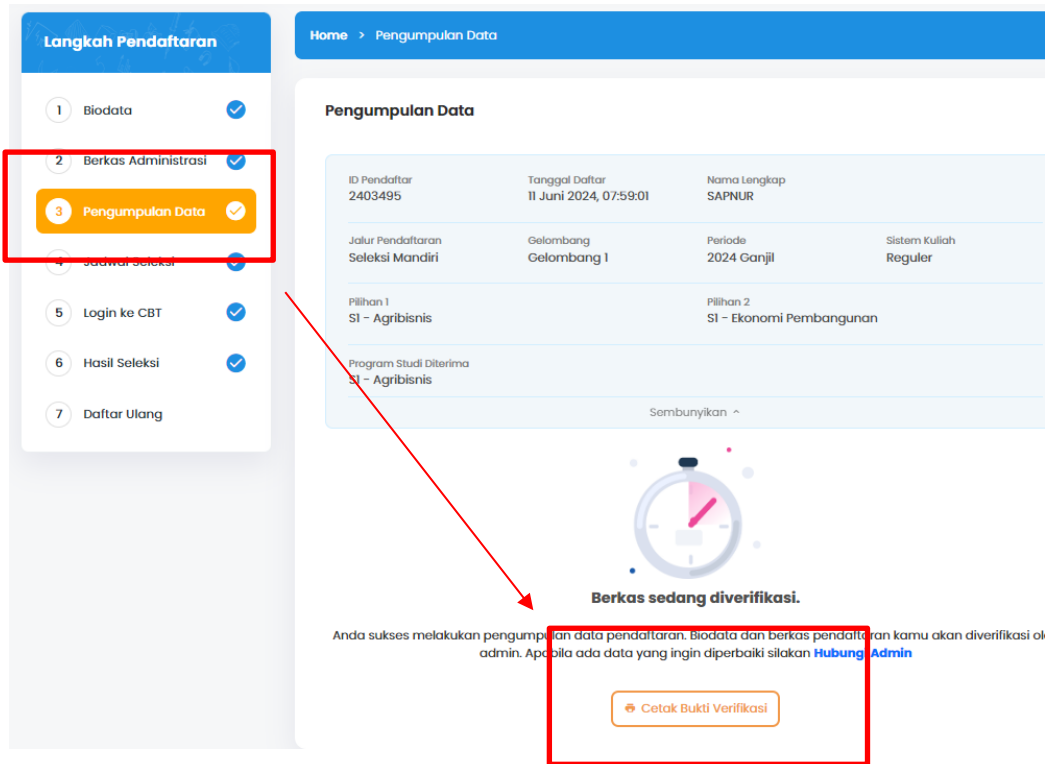 Langkah Pendaftaran
1 Biodata
2 Berkas Administrasi
3 Pengumpulan Data
4 Jadwal Seleksi
5 Login ke CBT
6 Hasil Seleksi
7 Daftar Ulang
Home > Pengumpulan Data
Pengumpulan Data
ID Pendaftar Tanggal Daftar Nama Lengkap
2403495 11 Juni 2024, 07:59:01 SAPNUR
Jalur Pendaftaran Gelombang Periode Sistem Kuliah
Seleksi Mandiri Gelombang 1 2024 Ganjil Reguler
Pilihan 1 Pilihan 2
S1 - Agribisnis S1 - Ekonomi Pembangunan
Program Studi Diterima
S1 - Agribisnis
Sembunyikan ^
Berkas sedang diverifikasi.
Anda sukses melakukan pengumpulan data pendaftaran. Biodata dan berkas pendaftaran kamu akan diverifikasi ol
admin. Apabila ada data yang ingin diperbaiki silakan Hubungi Admin
Cetak Bukti Verifikasi